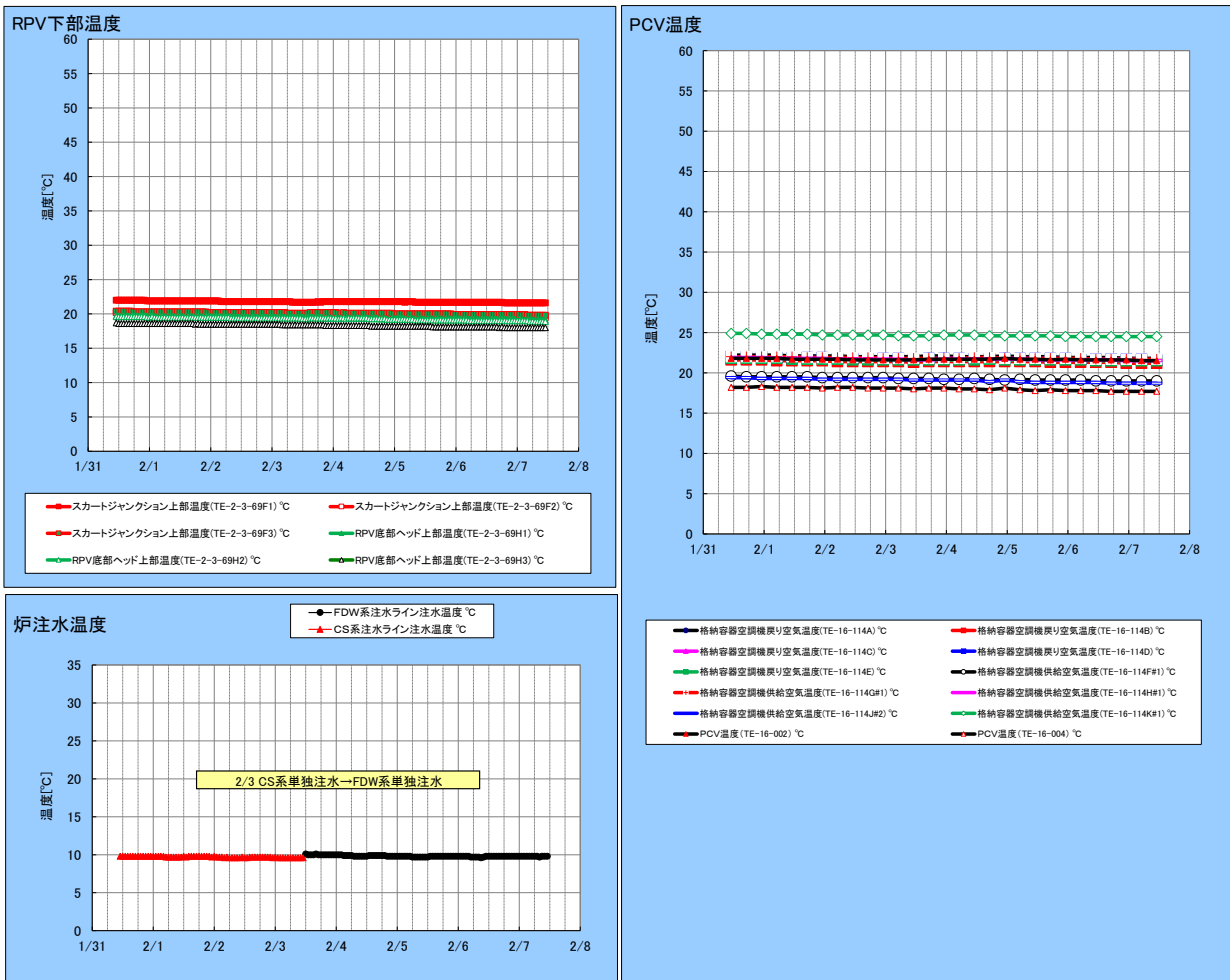 RPV下部温度
60
55
50
45
40
35
30
25
20
15
10
5
0
温度[℃]
1/31 2/1 2/2 2/3 2/4 2/5 2/6 2/7 2/8
スカートジャンクション上部温度(TE-2-3-69F1) ℃ スカートジャンクション上部温度(TE-2-3-69F2) ℃
スカートジャンクション上部温度(TE-2-3-69F3) ℃ RPV底部ヘッド上部温度(TE-2-3-69H1) ℃
RPV底部ヘッド上部温度(TE-2-3-69H2) ℃ RPV底部ヘッド上部温度(TE-2-3-69H3) ℃
炉注水温度
FDW系注水ライン注水温度 ℃
CS系注水ライン注水温度 ℃
35
30
25
20
15
10
5
0
温度[℃]
2/3 CS系単独注水→FDW系単独注水
1/31 2/1 2/2 2/3 2/4 2/5 2/6 2/7 2/8
PCV温度
60
55
50
45
40
35
30
25
20
15
10
5
0
温度[℃]
1/31 2/1 2/2 2/3 2/4 2/5 2/6 2/7 2/8
格納容器空調機戻り空気温度(TE-16-114A) ℃ 格納容器空調機戻り空気温度(TE-16-114B) ℃
格納容器空調機戻り空気温度(TE-16-114C) ℃ 格納容器空調機戻り空気温度(TE-16-114D) ℃
格納容器空調機戻り空気温度(TE-16-114E) ℃ 格納容器空調機供給空気温度(TE-16-114F#1) ℃
格納容器空調機供給空気温度(TE-16-114G#1) ℃ 格納容器空調機供給空気温度(TE-16-114H#1) ℃
格納容器空調機供給空気温度(TE-16-114J#2) ℃ 格納容器空調機供給空気温度(TE-16-114K#1) ℃
PCV温度(TE-16-002) ℃ PCV温度(TE-16-004) ℃